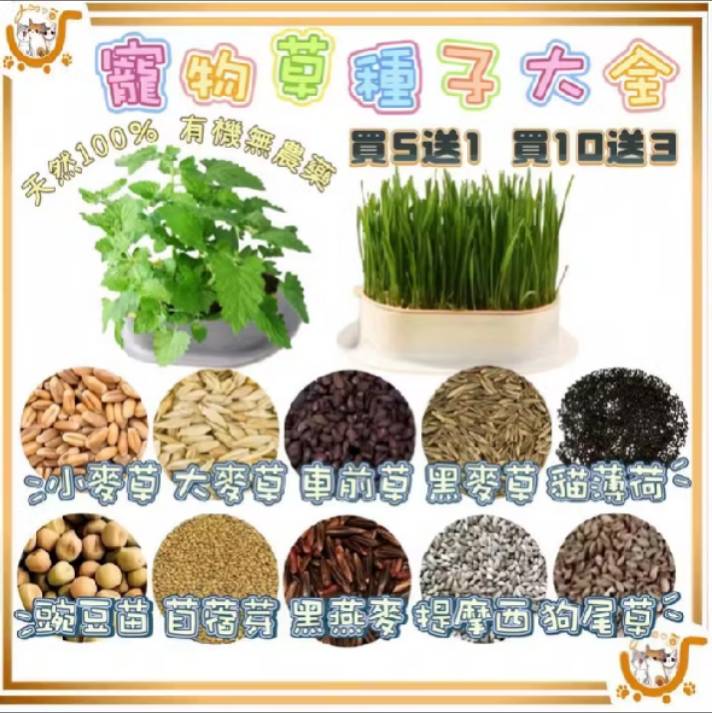 寵物草種子大全
天然100% 有機無農藥
買5送1 買10送3
小麥草 大麥草 車前草 黑麥草 貓薄荷
豌豆苗 苜蓿芽 黑燕麥 提摩西 狗尾草